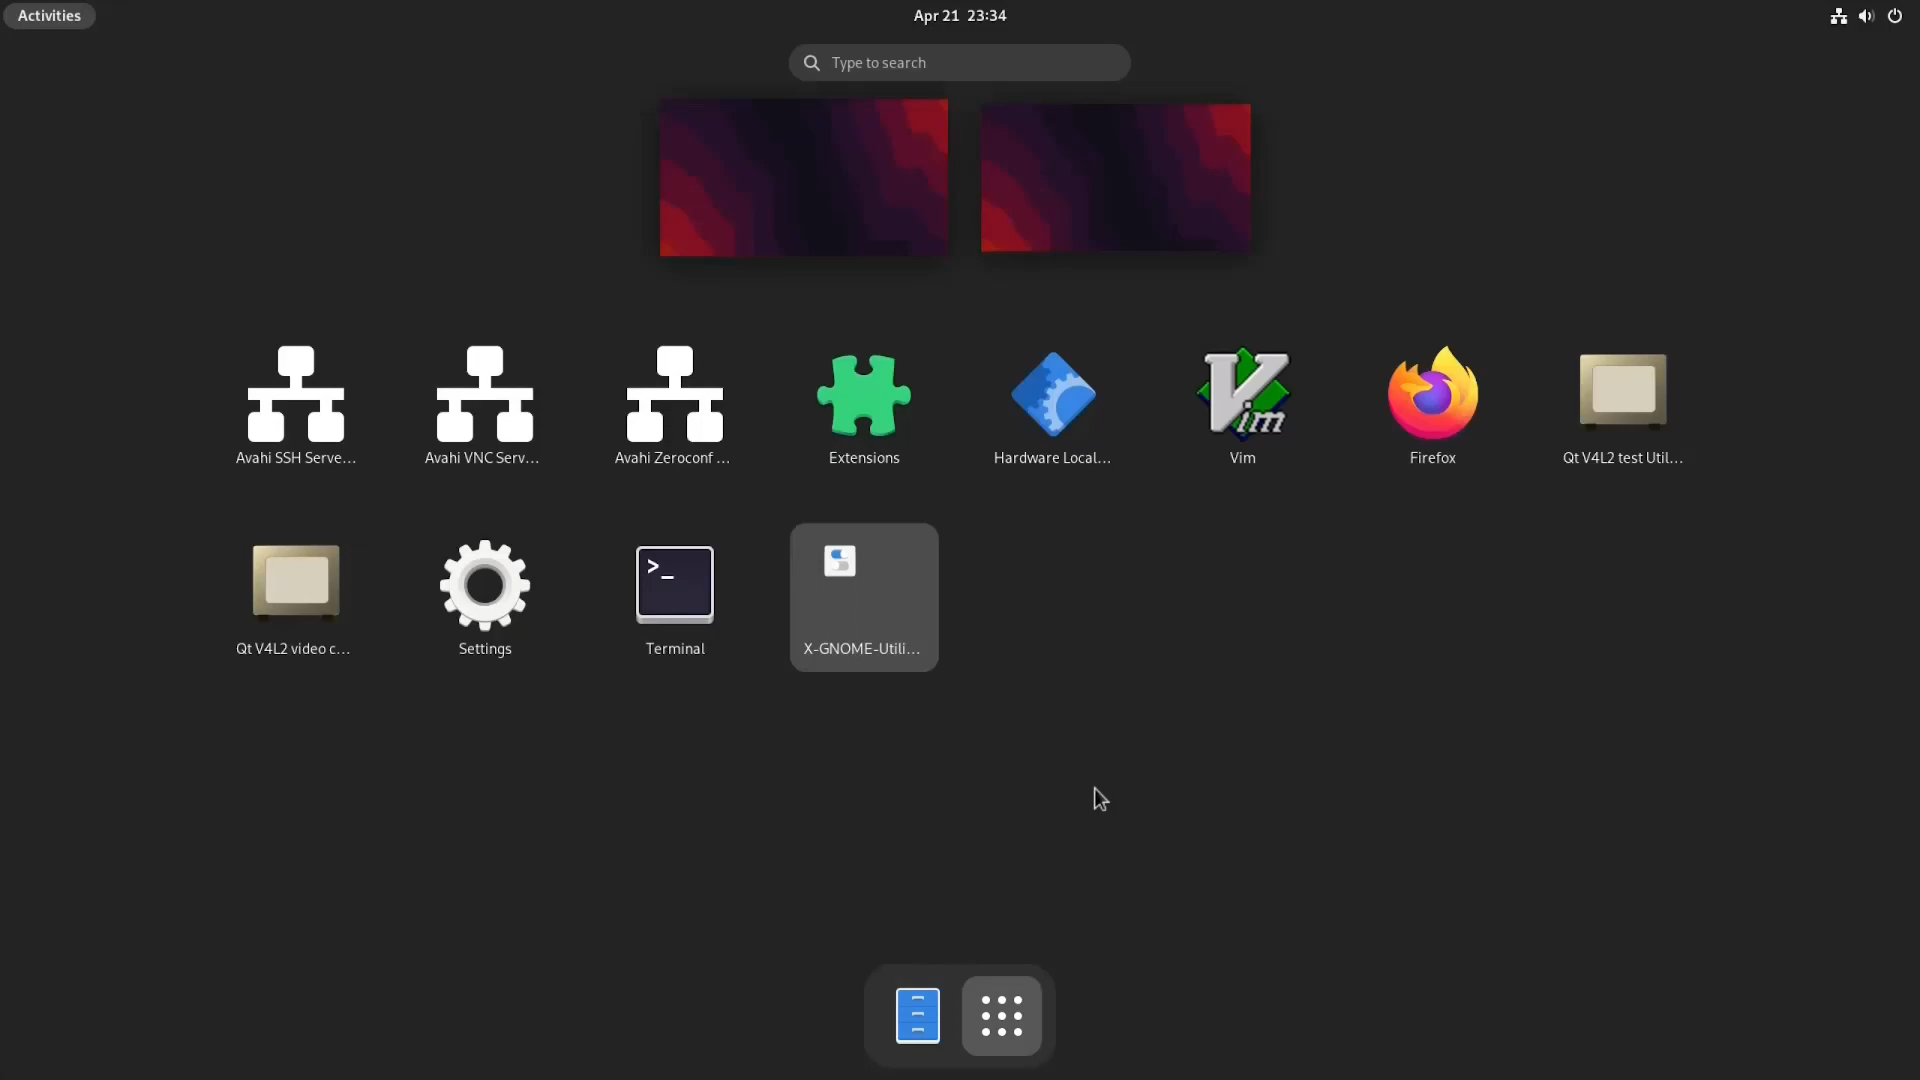 Activities
Apr 21 23:34
Type to search
Avahi SSH Serve...
Avahi VNC Serv...
Avahi Zeroconf ...
Extensions
Hardware Local...
Vim
Firefox
Qt V4L2 test Util...
Qt V4L2 video c...
Settings
>_
Terminal
X-GNOME-Utili...